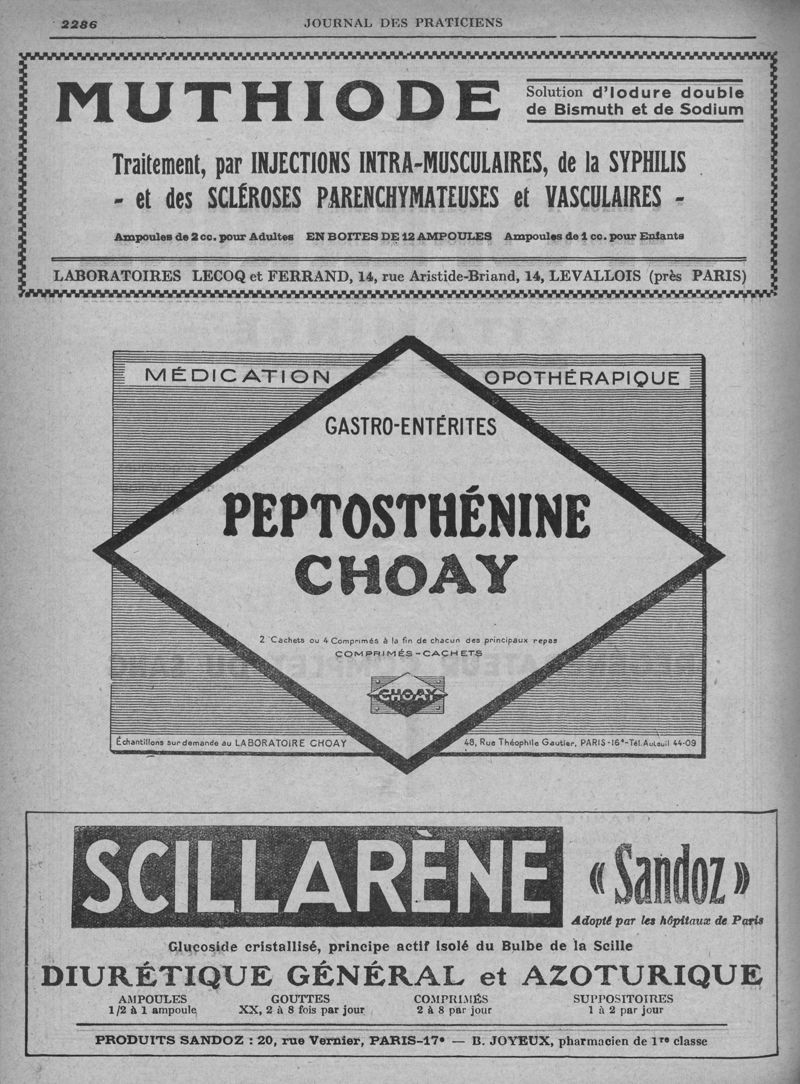 2286
JOURNAL DES PRATICIENS
MUTHIODE
Solution d'Iodure double
de Bismuth et de Sodium
Traitement, par INJECTIONS INTRA-MUSCULAIRES, de la SYPHILIS
- et des SCLÉROSES PARENCHYMATEUSES et VASCULAIRES -
Ampoules de 2 cc. pour Adultes EN BOITES DE 12 AMPOULES Ampoules de 1 cc. pour Enfants
LABORATOIRES LECOQ et FERRAND, 14, rue Aristide-Briand, 14, LEVALLOIS (près PARIS)
MÉDICATION OPOTHÉRAPIQUE
GASTRO-ENTÉRITES
PEPTOSTHÉNINE
CHOAY
2 Cachets ou 4 Comprimés à la fin de chacun des principaux repas
COMPRIMÉS-CACHETS
CHOAY
Échantillons sur demande au LABORATOIRE CHOAY
48, Rue Théophile Gautier, PARIS-16e-Tél. Auteuil 44-09
SCILLARÈNE « Sandoz »
Adopté par les hôpitaux de Paris
Glucoside cristallisé, principe actif isolé du Bulbe de la Scille
DIURÉTIQUE GÉNÉRAL et AZOTURIQUE
AMPOULES GOUTTES COMPRIMÉS SUPPOSITOIRES
1/2 à 1 ampoule XX, 2 à 8 fois par jour 2 à 8 par jour 1 à 2 par jour
PRODUITS SANDOZ : 20, rue Vernier, PARIS-17e — B. JOYEUX, pharmacien de 1re classe